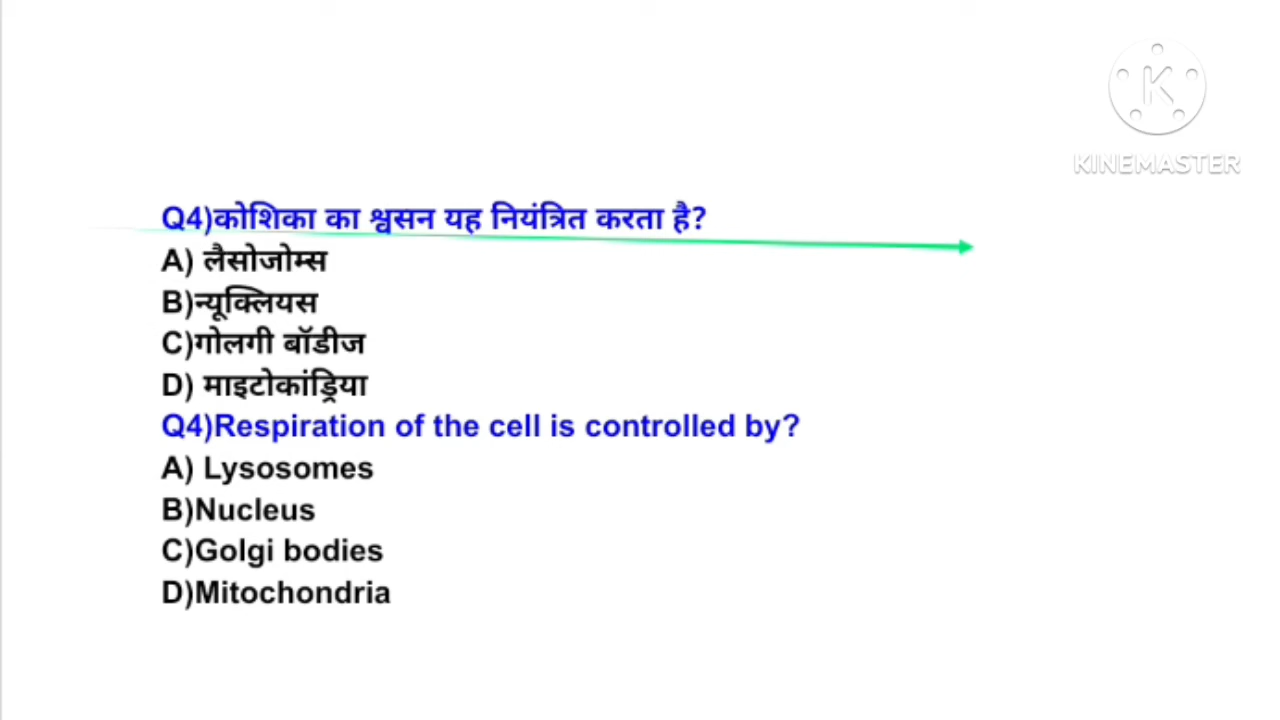 KINEMASTER
Q4)कोशिका का श्वसन यह नियंत्रित करता है?
A) लैसोजोम्स
B)न्यूक्लियस
C)गोलगी बॉडीज
D) माइटोकांड्रिया
Q4)Respiration of the cell is controlled by?
A) Lysosomes
B)Nucleus
C)Golgi bodies
D)Mitochondria